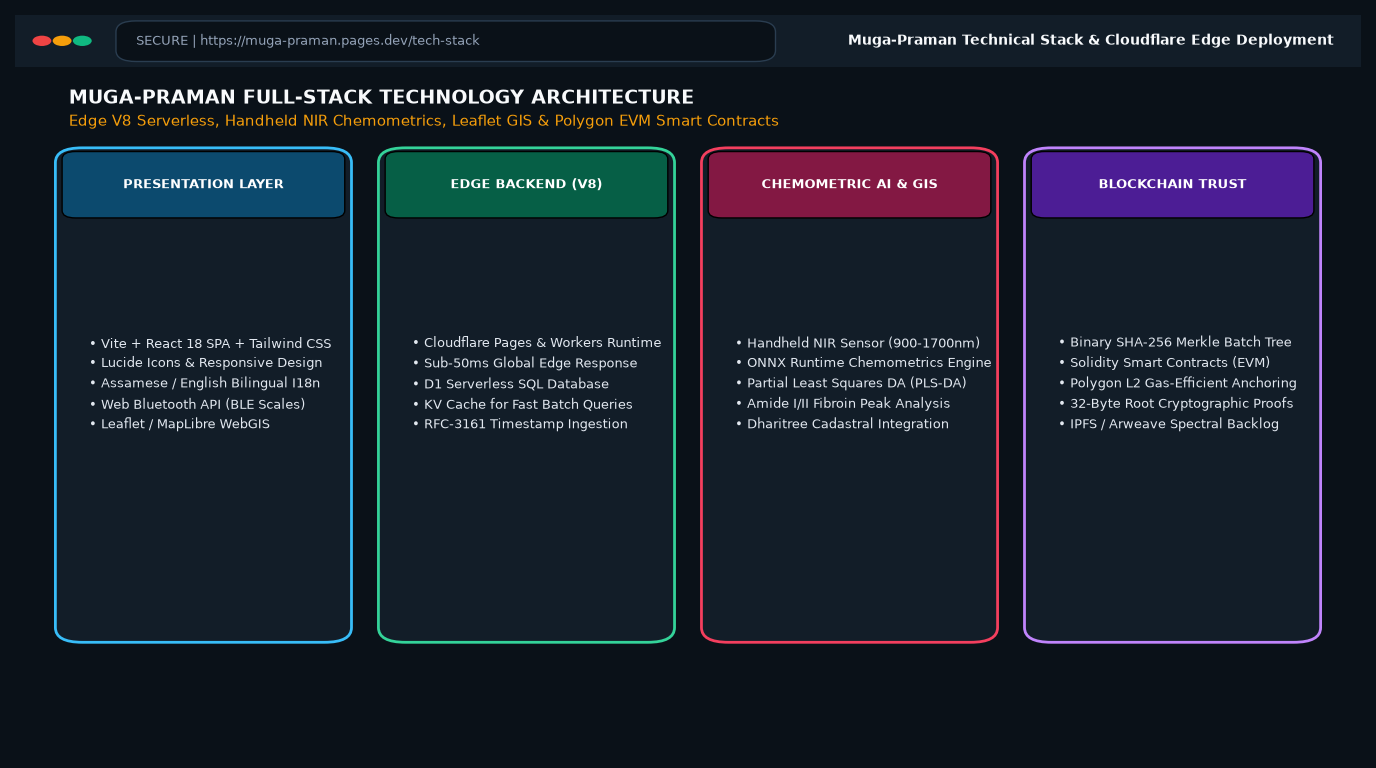 SECURE | https://muga-praman.pages.dev/tech-stack
Muga-Praman Technical Stack & Cloudflare Edge Deployment
MUGA-PRAMAN FULL-STACK TECHNOLOGY ARCHITECTURE
Edge V8 Serverless, Handheld NIR Chemometrics, Leaflet GIS & Polygon EVM Smart Contracts
PRESENTATION LAYER
• Vite + React 18 SPA + Tailwind CSS
• Lucide Icons & Responsive Design
• Assamese / English Bilingual I18n
• Web Bluetooth API (BLE Scales)
• Leaflet / MapLibre WebGIS
EDGE BACKEND (V8)
• Cloudflare Pages & Workers Runtime
• Sub-50ms Global Edge Response
• D1 Serverless SQL Database
• KV Cache for Fast Batch Queries
• RFC-3161 Timestamp Ingestion
CHEMOMETRIC AI & GIS
• Handheld NIR Sensor (900-1700nm)
• ONNX Runtime Chemometrics Engine
• Partial Least Squares DA (PLS-DA)
• Amide I/II Fibroin Peak Analysis
• Dharitree Cadastral Integration
BLOCKCHAIN TRUST
• Binary SHA-256 Merkle Batch Tree
• Solidity Smart Contracts (EVM)
• Polygon L2 Gas-Efficient Anchoring
• 32-Byte Root Cryptographic Proofs
• IPFS / Arweave Spectral Backlog